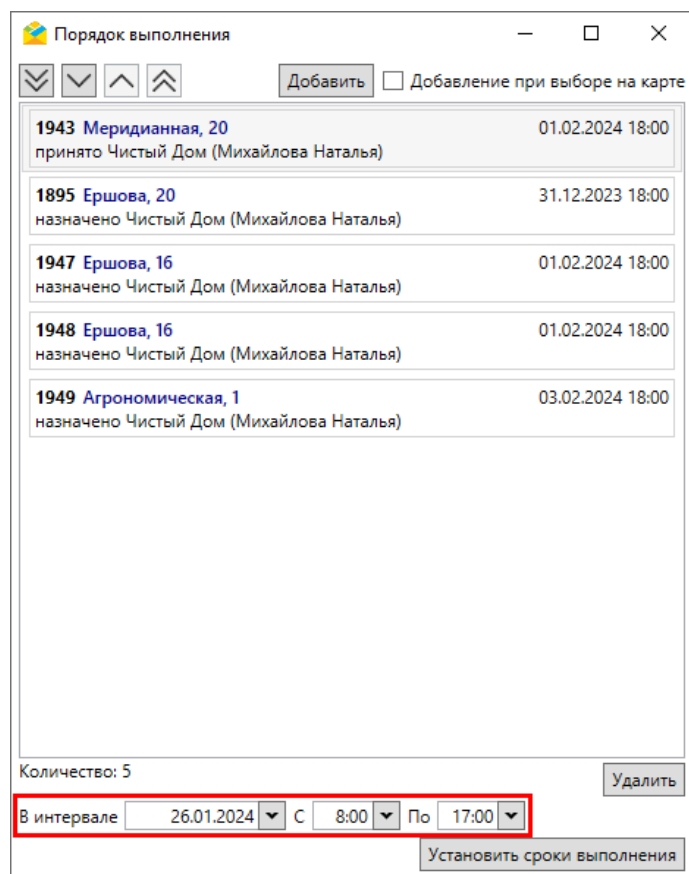 Порядок выполнения
Добавить Добавление при выборе на карте
1943 Меридианная, 20 01.02.2024 18:00
принято Чистый Дом (Михайлова Наталья)
1895 Ершова, 20 31.12.2023 18:00
назначено Чистый Дом (Михайлова Наталья)
1947 Ершова, 16 01.02.2024 18:00
назначено Чистый Дом (Михайлова Наталья)
1948 Ершова, 16 01.02.2024 18:00
назначено Чистый Дом (Михайлова Наталья)
1949 Агрономическая, 1 03.02.2024 18:00
назначено Чистый Дом (Михайлова Наталья)
Количество: 5
Удалить
В интервале 26.01.2024 С 8:00 По 17:00
Установить сроки выполнения